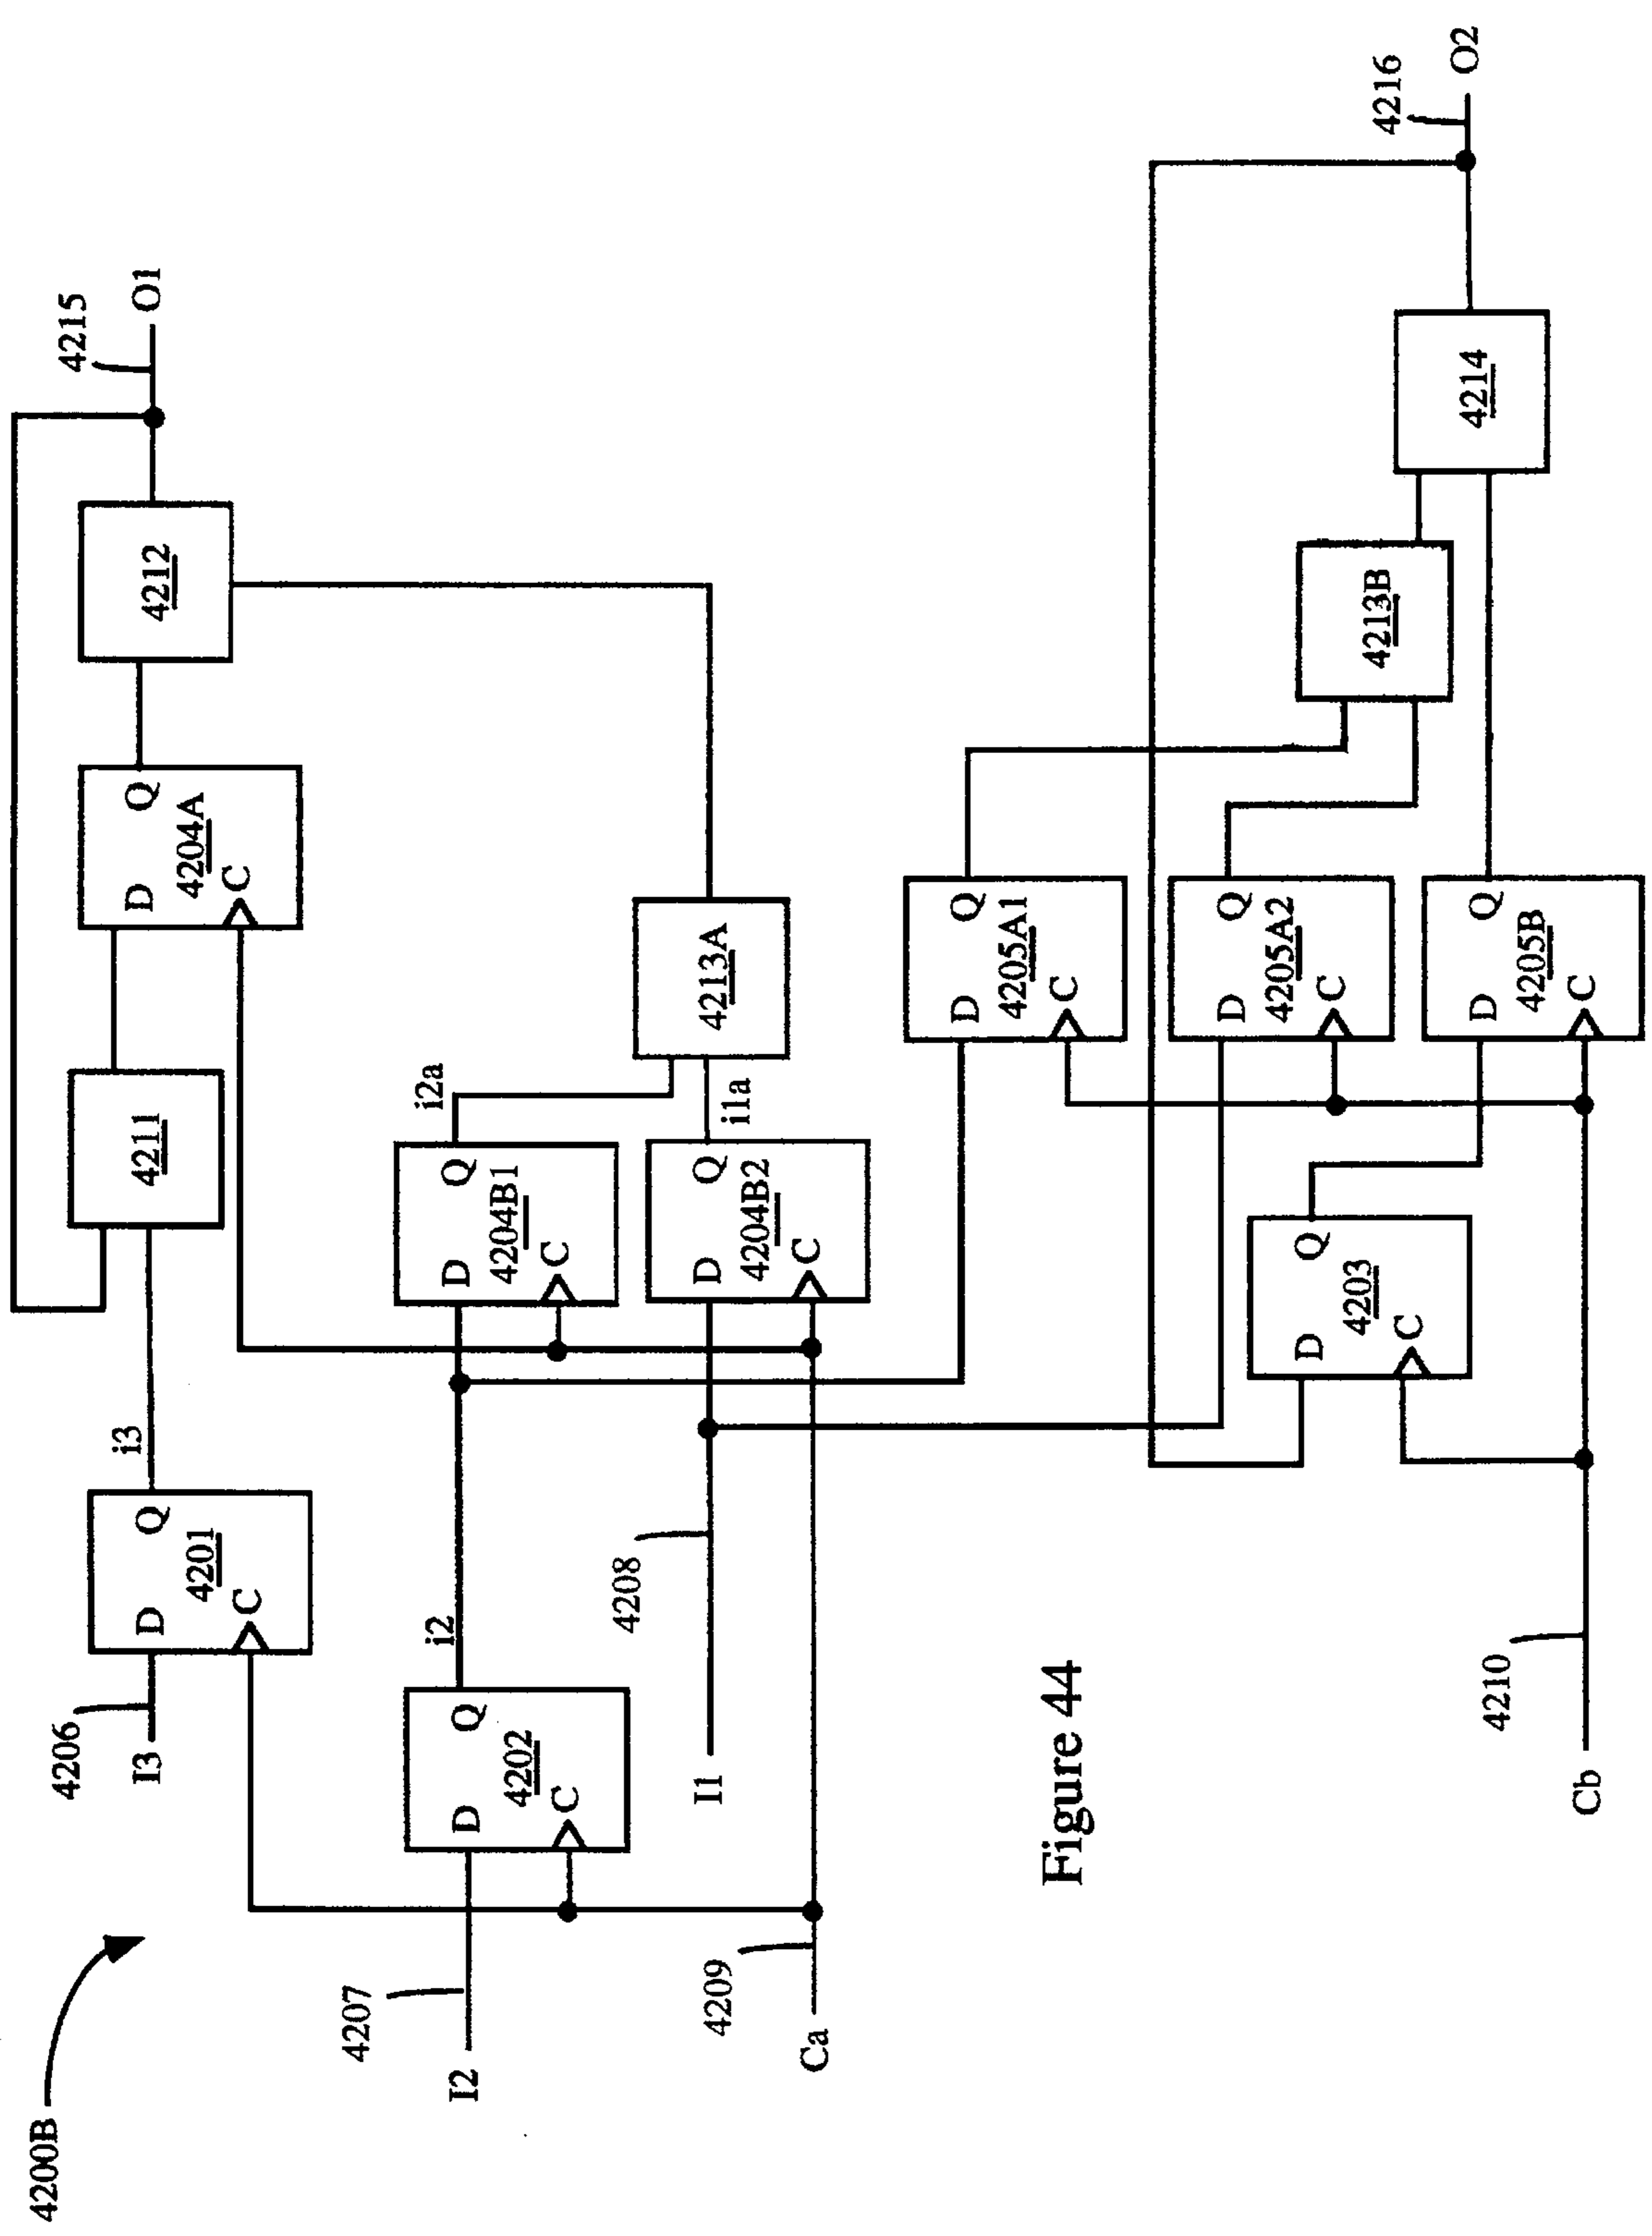 4200B
4206
I3
D
Q
4201
C
i3
4211
D
Q
4204A
C
4212
4215
O1
4207
I2
D
Q
4202
C
i2
D
Q
4204B1
C
i2a
4208
I1
D
Q
4204B2
C
i1a
4213A
4209
Ca
D
Q
4205A1
C
D
Q
4205A2
C
D
Q
4203
C
D
Q
4205B
C
4213B
4214
4216
O2
4210
Cb
Figure 44